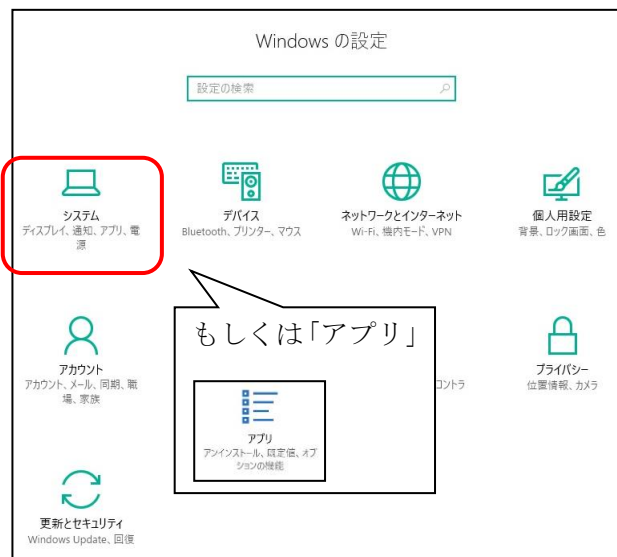 Windows の設定
設定の検索
システム
ディスプレイ、通知、アプリ、電
源
デバイス
Bluetooth、プリンター、マウス
ネットワークとインターネット
Wi-Fi、機内モード、VPN
個人用設定
背景、ロック画面、色
もしくは「アプリ」
アカウント
アカウント、メール、同期、職
場、家族
コントラ
プライバシー
位置情報、カメラ
アプリ
アンインストール、既定値、オプ
ションの機能
更新とセキュリティ
Windows Update、回復